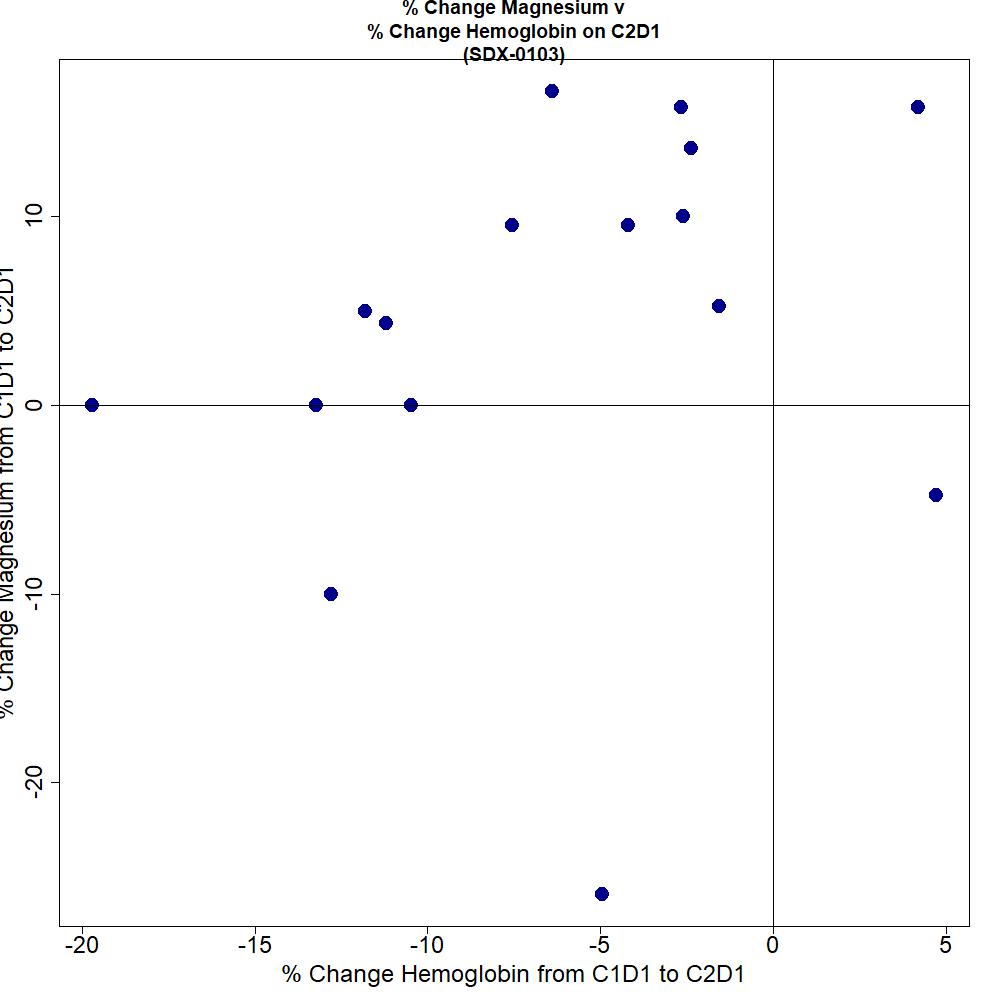 % Change Magnesium v
% Change Hemoglobin on C2D1
(SDX-0103)
% Change Magnesium from C1D1 to C2D1
10
0
-10
-20
-20
-15
-10
-5
0
5
% Change Hemoglobin from C1D1 to C2D1